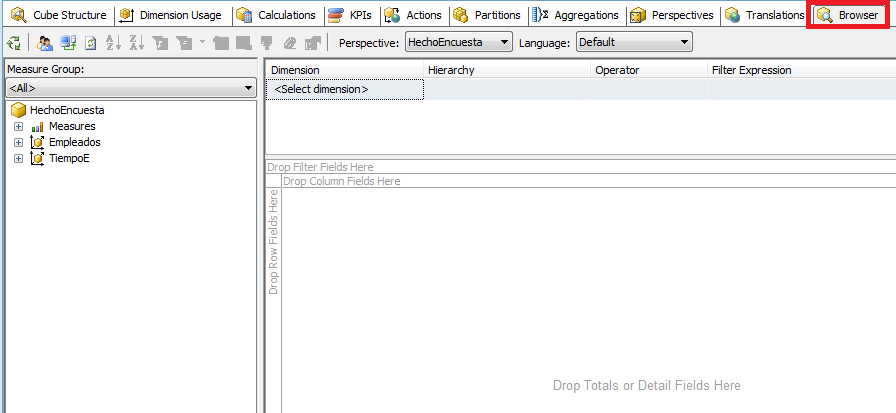 Cube Structure Dimension Usage Calculations KPIs Actions Partitions Aggregations Perspectives Translations Browser
Perspective: HechoEncuesta Language: Default
Measure Group:
<All>
HechoEncuesta
Measures
Empleados
TiempoE
Dimension Hierarchy Operator Filter Expression
<Select dimension>
Drop Filter Fields Here
Drop Column Fields Here
Drop Row Fields Here
Drop Totals or Detail Fields Here